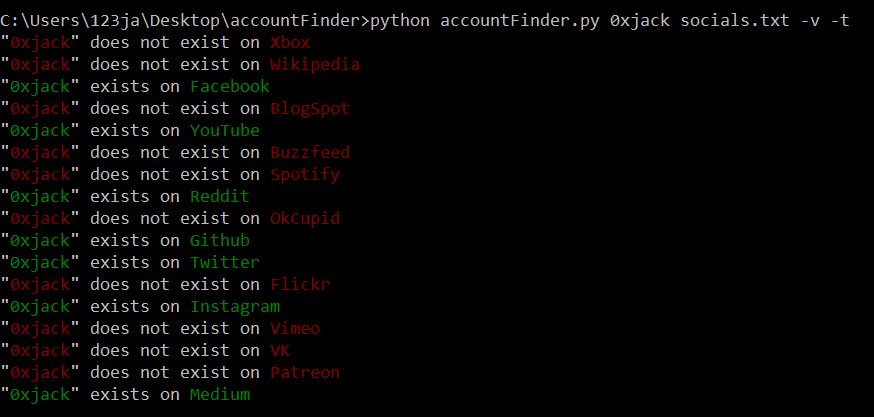 C:\Users\123ja\Desktop\accountFinder>python accountFinder.py 0xjack socials.txt -v -t
"0xjack" does not exist on Xbox
"0xjack" does not exist on Wikipedia
"0xjack" exists on Facebook
"0xjack" does not exist on BlogSpot
"0xjack" exists on YouTube
"0xjack" does not exist on Buzzfeed
"0xjack" does not exist on Spotify
"0xjack" exists on Reddit
"0xjack" does not exist on OkCupid
"0xjack" exists on Github
"0xjack" exists on Twitter
"0xjack" does not exist on Flickr
"0xjack" exists on Instagram
"0xjack" does not exist on Vimeo
"0xjack" does not exist on VK
"0xjack" does not exist on Patreon
"0xjack" exists on Medium